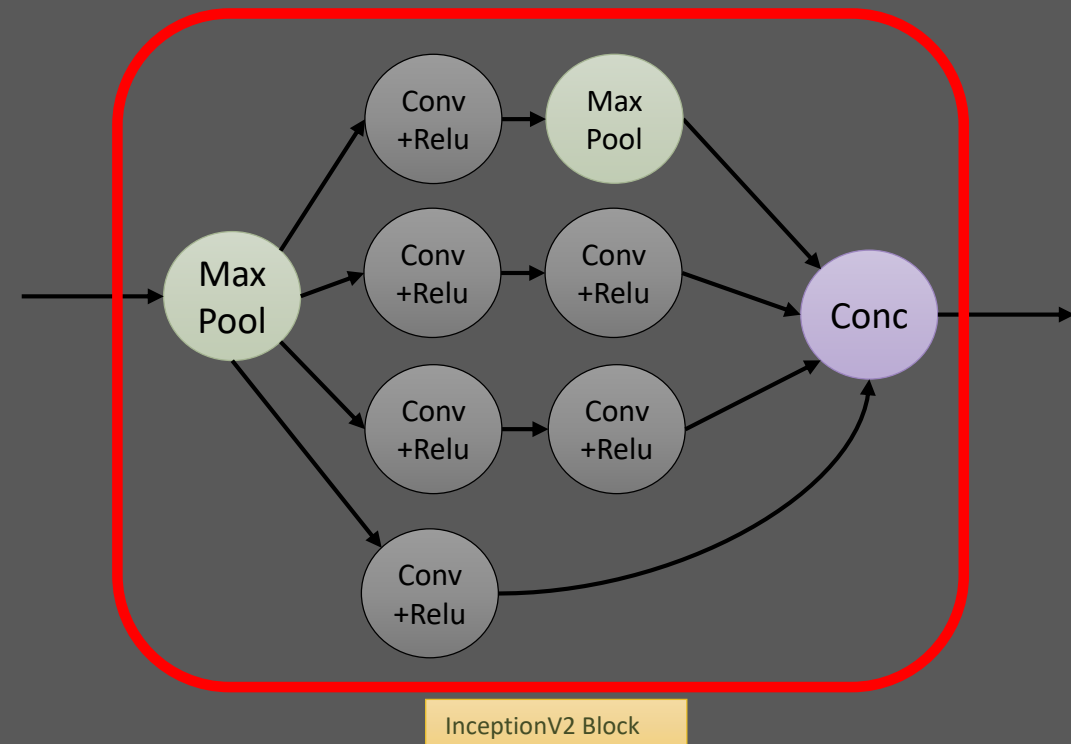 Conv
+Relu
Max
Pool
Conv
+Relu
Conv
+Relu
Max
Pool
Conc
Conv
+Relu
Conv
+Relu
Conv
+Relu
InceptionV2 Block